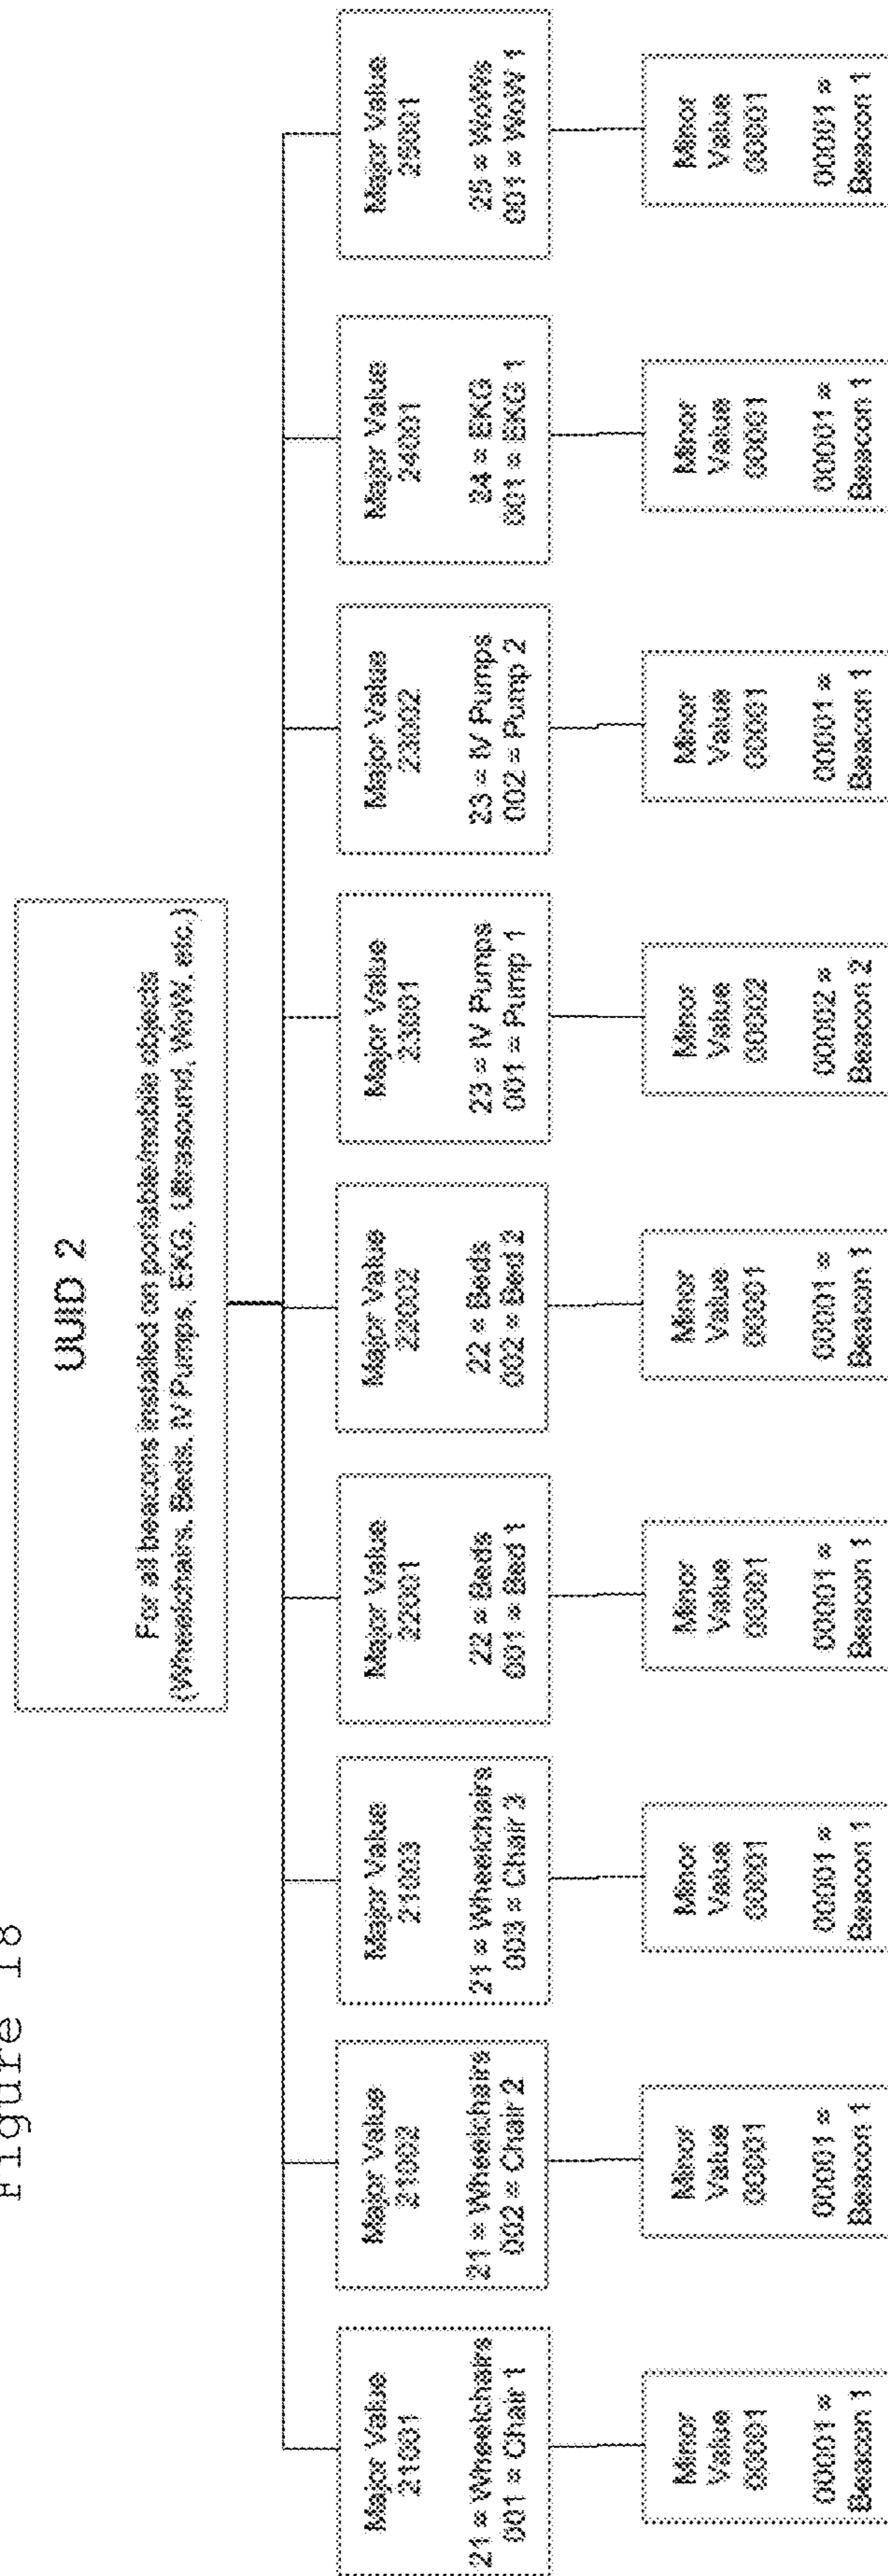 Figure 18
UUID 2
For all beacons installed on portable/mobile objects
(Wheelchairs, Beds, IV Pumps, EKG, Ultrasound, WoW, etc.)
Major Value
21001
21 = Wheelchairs
001 = Chair 1
Major Value
21002
21 = Wheelchairs
002 = Chair 2
Major Value
21003
21 = Wheelchairs
003 = Chair 3
Major Value
22001
22 = Beds
001 = Bed 1
Major Value
22002
22 = Beds
002 = Bed 2
Major Value
23001
23 = IV Pumps
001 = Pump 1
Major Value
23002
23 = IV Pumps
002 = Pump 2
Major Value
24001
24 = EKG
001 = EKG 1
Major Value
25001
25 = WoWs
001 = WoW 1
Minor
Value
00001
00001 =
Beacon 1
Minor
Value
00001
00001 =
Beacon 1
Minor
Value
00001
00001 =
Beacon 1
Minor
Value
00001
00001 =
Beacon 1
Minor
Value
00001
00001 =
Beacon 1
Minor
Value
00002
00002 =
Beacon 2
Minor
Value
00001
00001 =
Beacon 1
Minor
Value
00001
00001 =
Beacon 1
Minor
Value
00001
00001 =
Beacon 1